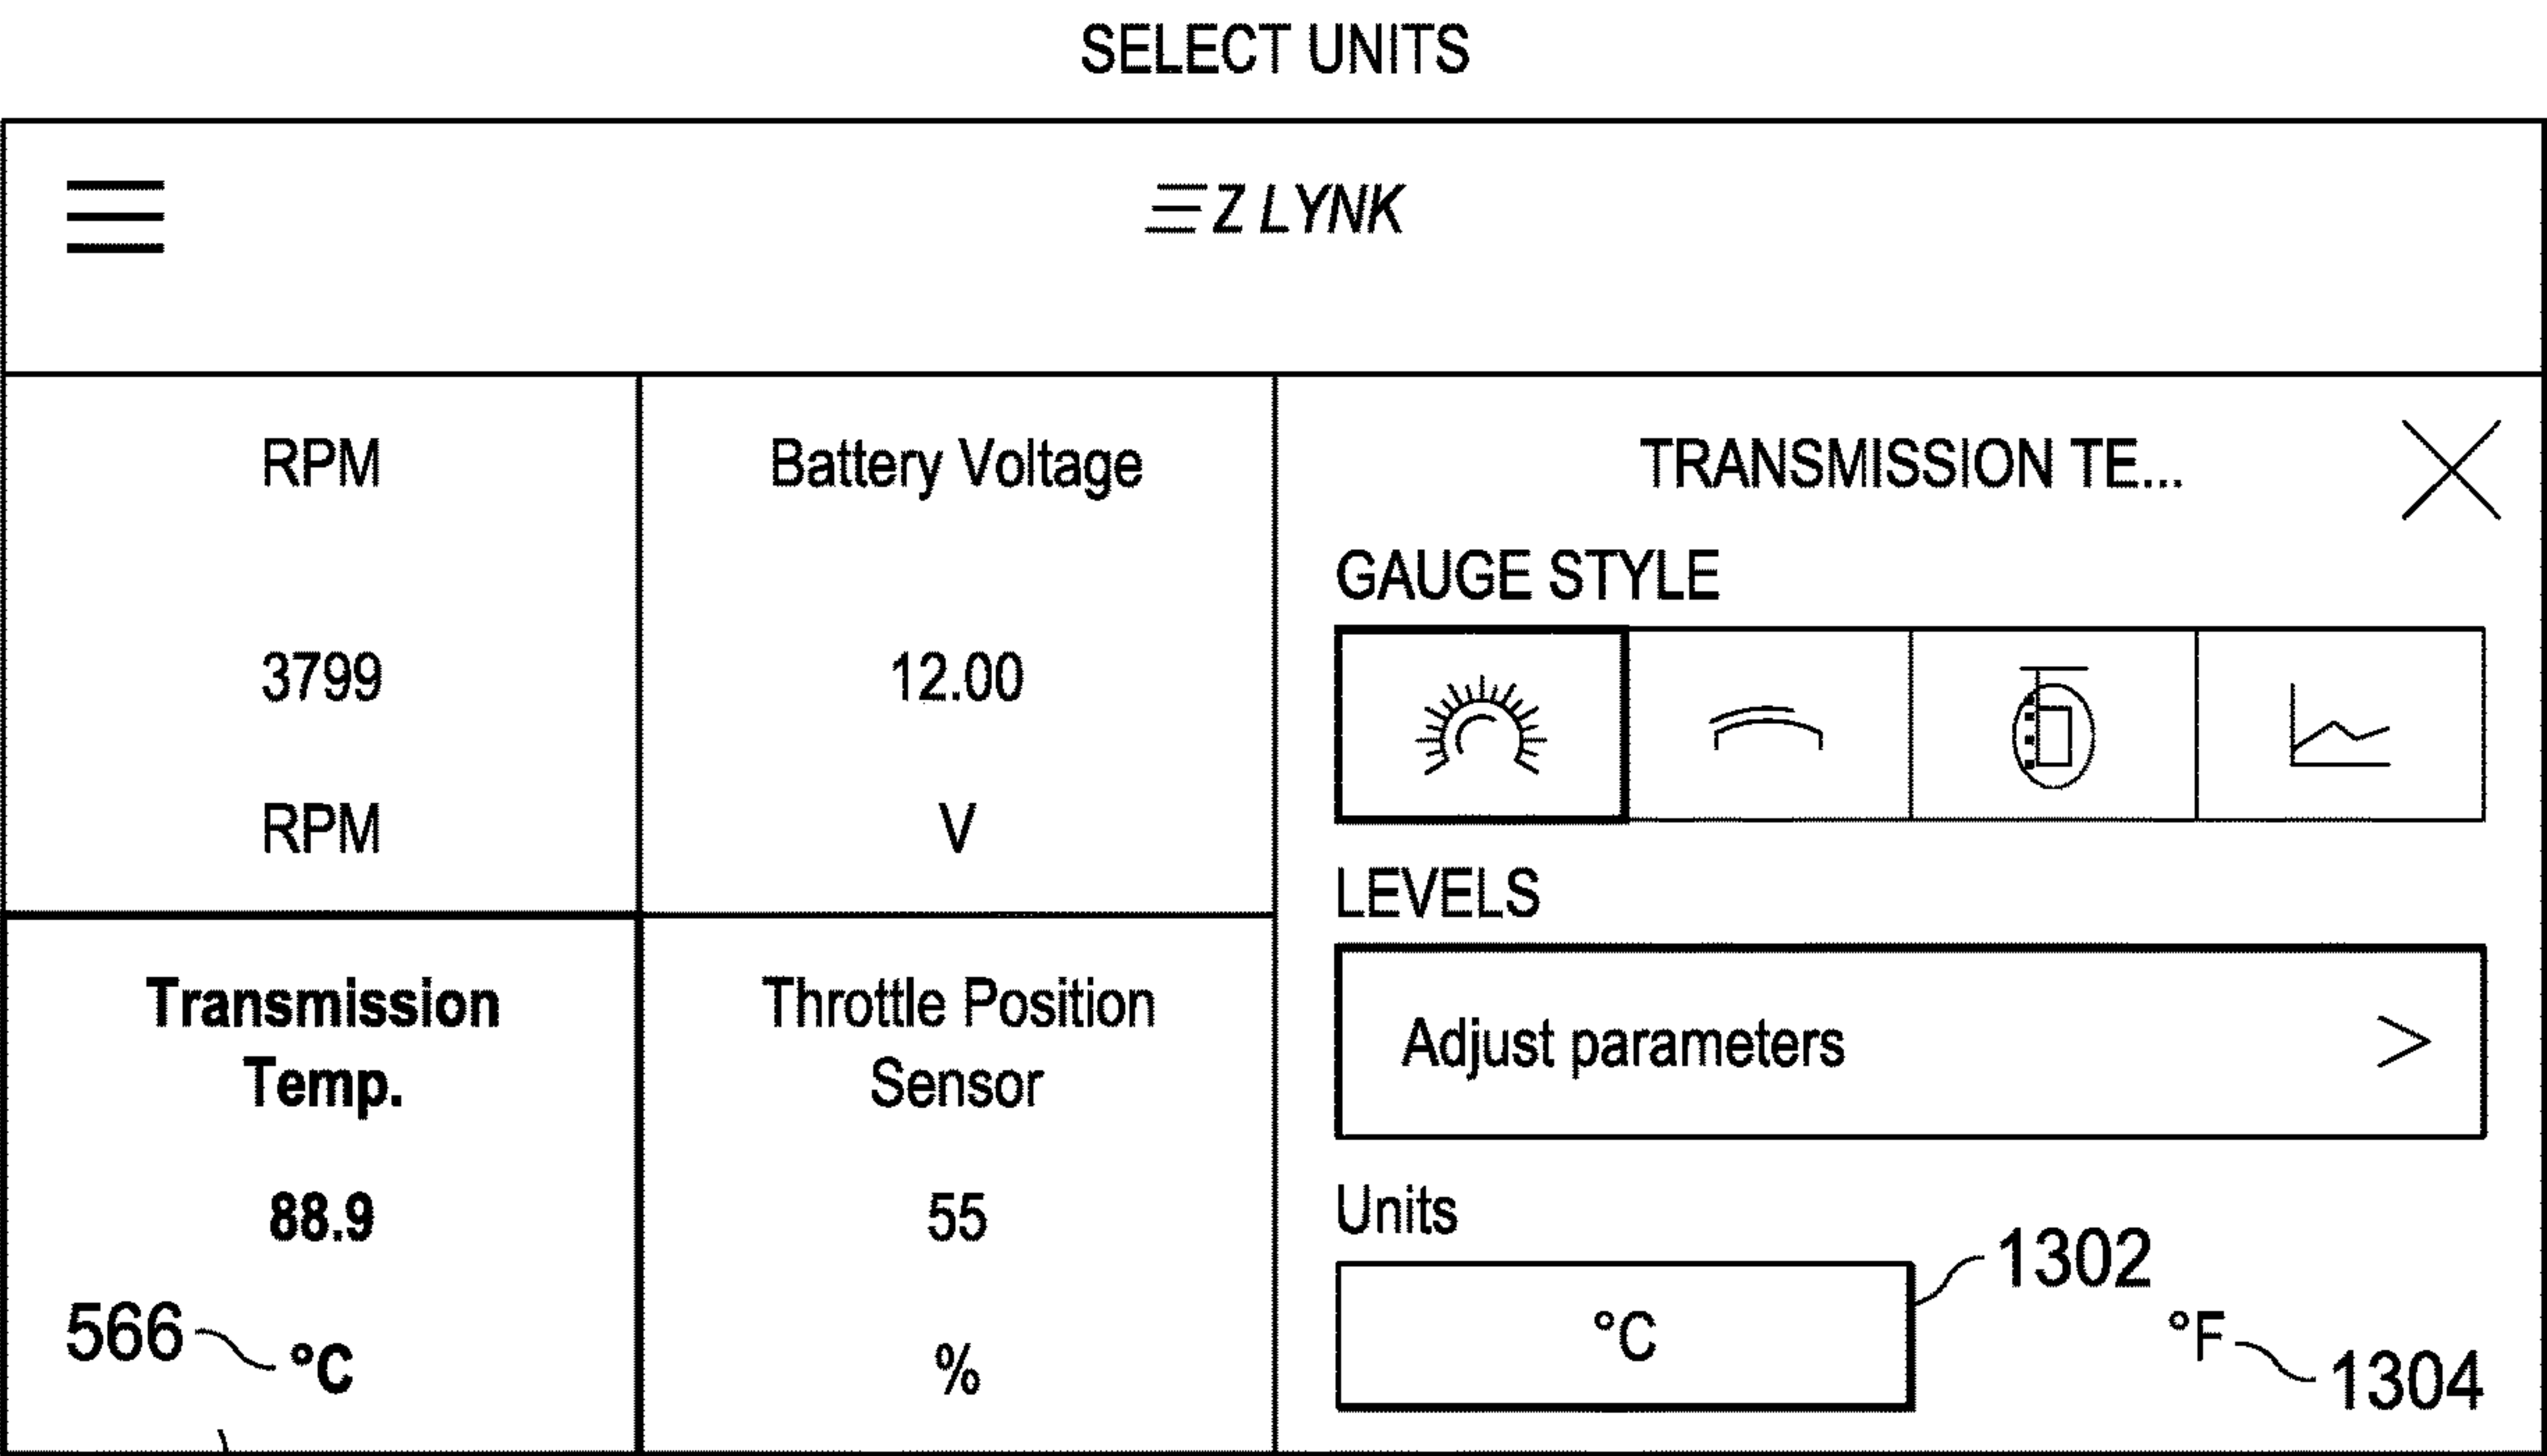 SELECT UNITS
EZ LYNK
RPM
3799
RPM
Battery Voltage
12.00
V
Transmission
Temp.
88.9
566
°C
Throttle Position
Sensor
55
%
TRANSMISSION TE...
GAUGE STYLE
LEVELS
Adjust parameters >
Units
1302
°C
°F
1304